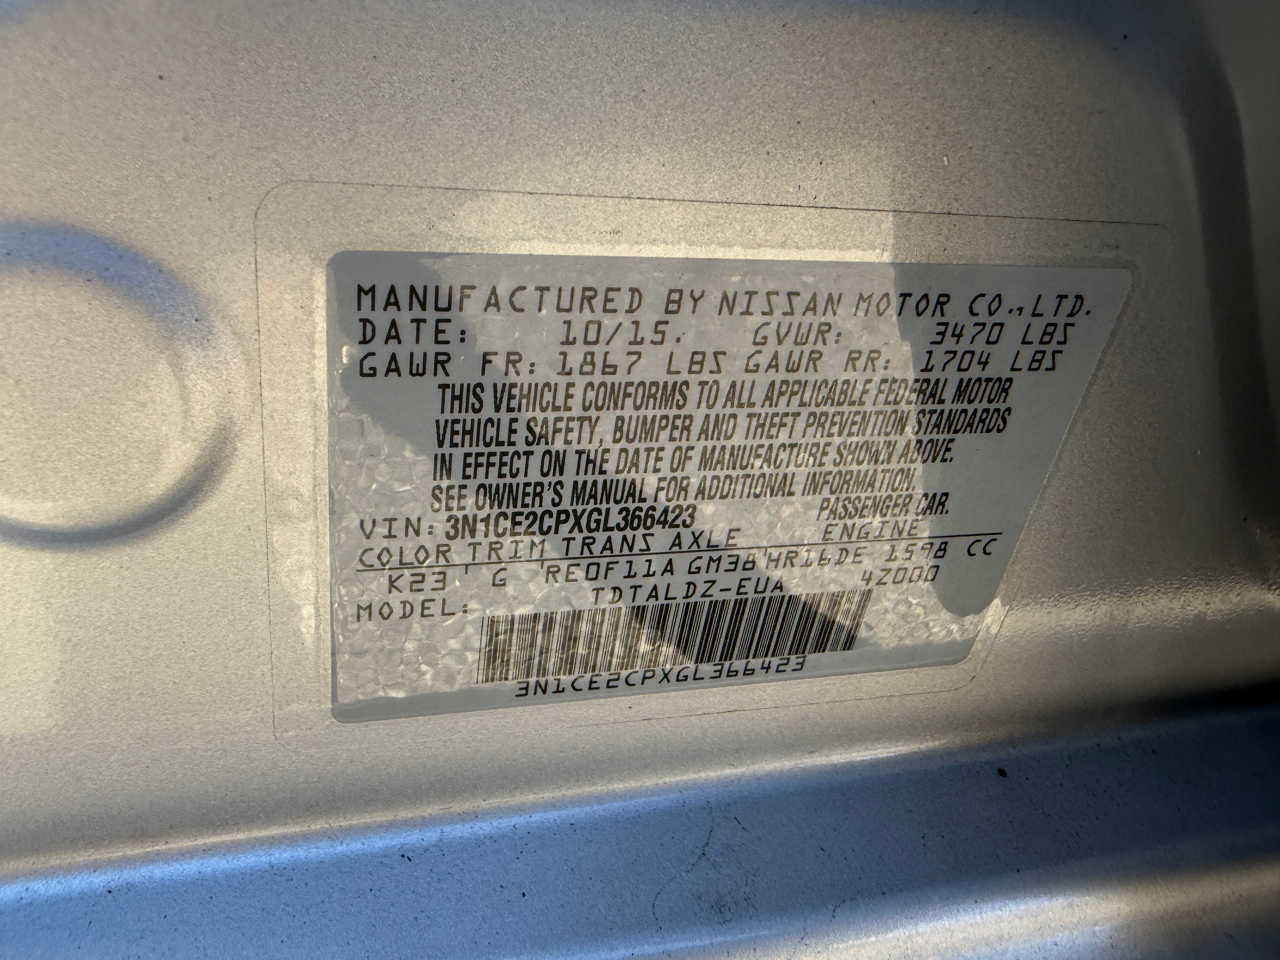 MANUFACTURED BY NISSAN MOTOR CO.,LTD.
DATE: 10/15. GVWR: 3470 LBS
GAWR FR: 1867 LBS GAWR RR: 1704 LBS
THIS VEHICLE CONFORMS TO ALL APPLICABLE FEDERAL MOTOR
VEHICLE SAFETY, BUMPER AND THEFT PREVENTION STANDARDS
IN EFFECT ON THE DATE OF MANUFACTURE SHOWN ABOVE.
SEE OWNER'S MANUAL FOR ADDITIONAL INFORMATION.
VIN: 3N1CE2CPXGL366423 PASSENGER CAR.
COLOR TRIM TRANS AXLE ENGINE
K23 G RE0F11A GM38 HR16DE 1598 CC
MODEL: TDTALDZ-EUA 4Z000
3N1CE2CPXGL366423